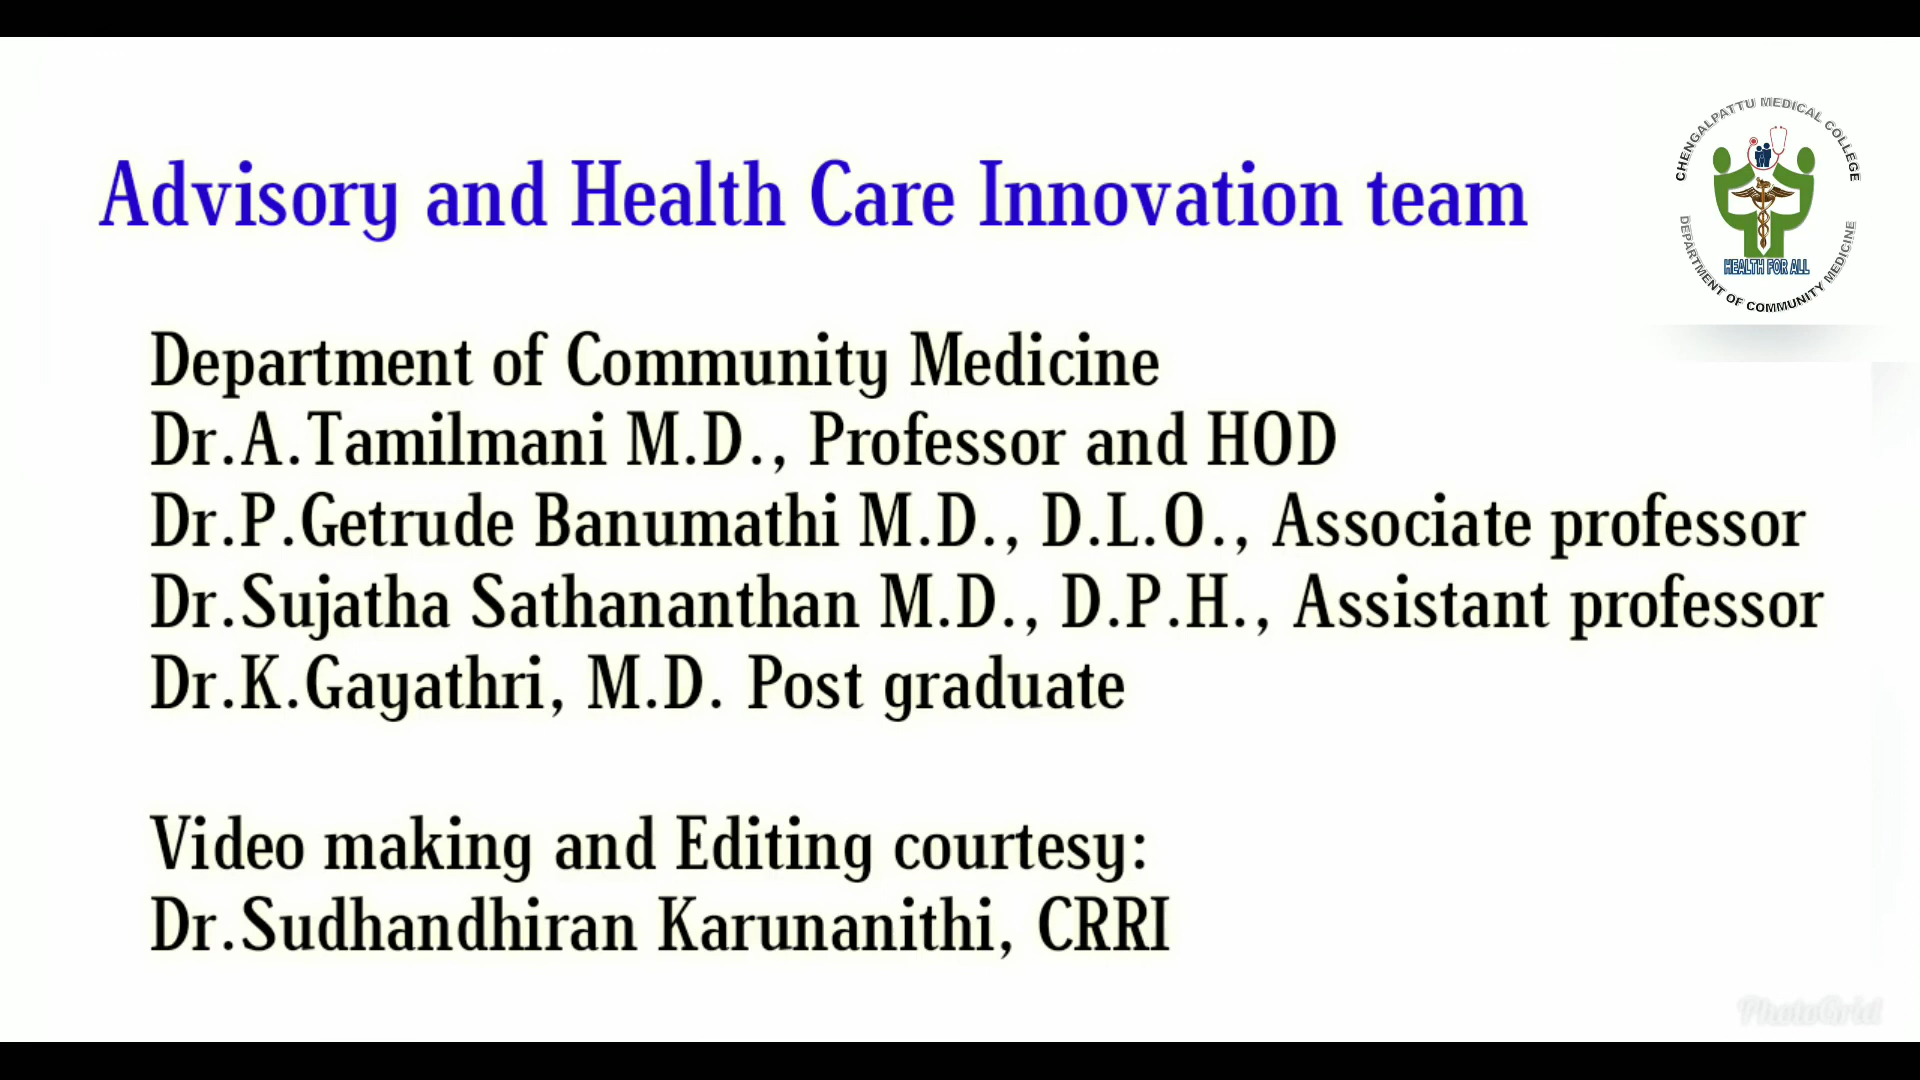 Advisory and Health Care Innovation team
CHENGALPATTU MEDICAL COLLEGE
HEALTH FOR ALL
DEPARTMENT OF COMMUNITY MEDICINE
Department of Community Medicine
Dr.A.Tamilmani M.D., Professor and HOD
Dr.P.Getrude Banumathi M.D., D.L.O., Associate professor
Dr.Sujatha Sathananthan M.D., D.P.H., Assistant professor
Dr.K.Gayathri, M.D. Post graduate
Video making and Editing courtesy:
Dr.Sudhandhiran Karunanithi, CRRI
PhotoGrid